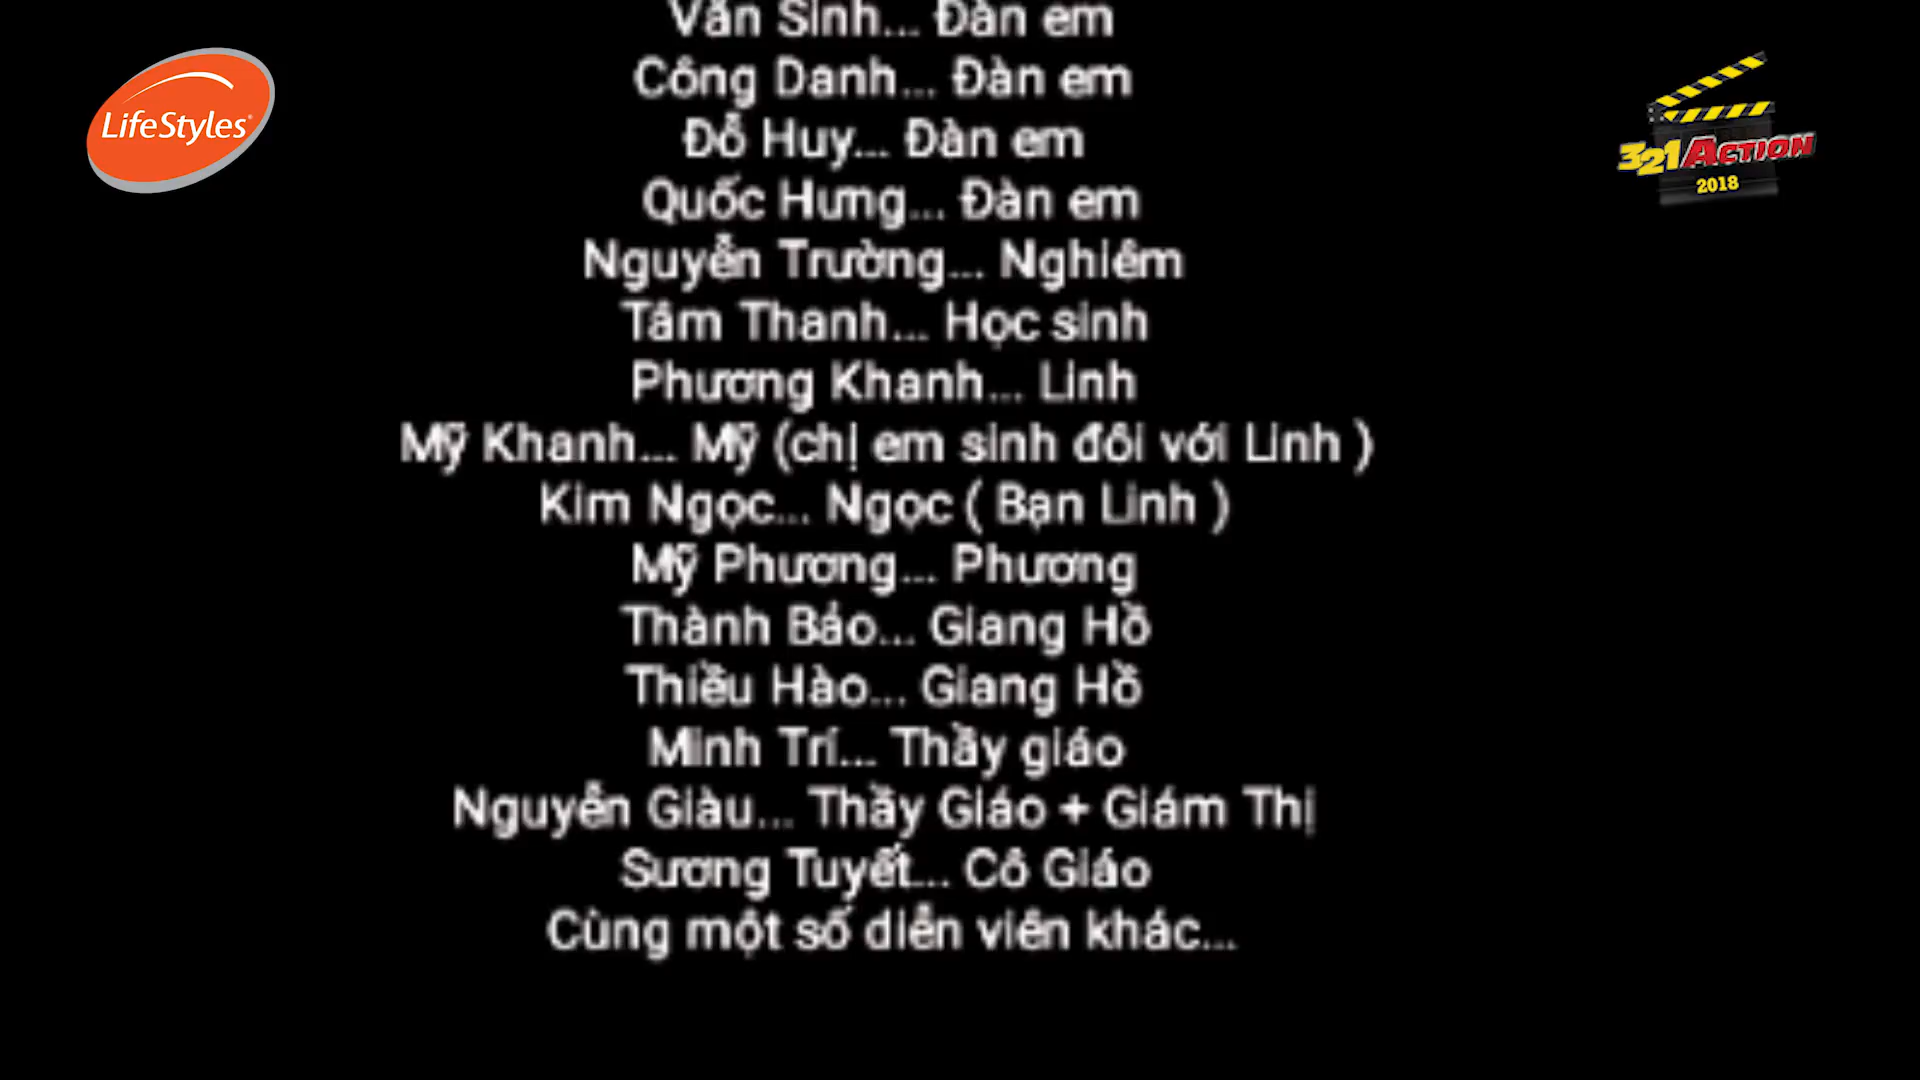 Văn Sinh... Đàn em
Công Danh... Đàn em
Đỗ Huy... Đàn em
Quốc Hưng... Đàn em
Nguyễn Trường... Nghiêm
Tâm Thanh... Học sinh
Phương Khanh... Linh
Mỹ Khanh... Mỹ (chị em sinh đôi với Linh )
Kim Ngọc... Ngọc ( Bạn Linh )
Mỹ Phương... Phương
Thành Bảo... Giang Hồ
Thiều Hào... Giang Hồ
Minh Trí... Thầy giáo
Nguyễn Giàu... Thầy Giáo + Giám Thị
Sương Tuyết... Cô Giáo
Cùng một số diễn viên khác...
LifeStyles
321 ACTION
2018